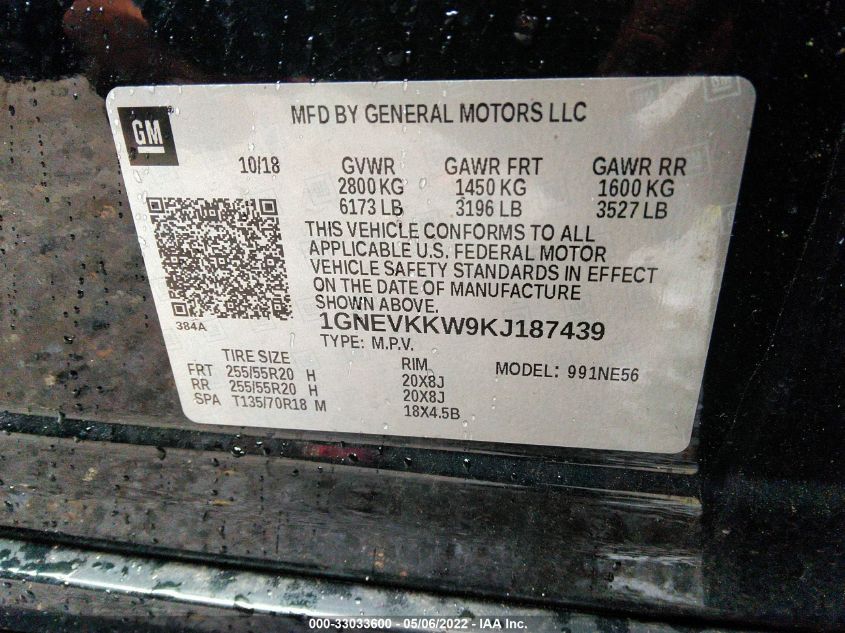 GM
MFD BY GENERAL MOTORS LLC
10/18 GVWR GAWR FRT GAWR RR
2800 KG 1450 KG 1600 KG
6173 LB 3196 LB 3527 LB
THIS VEHICLE CONFORMS TO ALL
APPLICABLE U.S. FEDERAL MOTOR
VEHICLE SAFETY STANDARDS IN EFFECT
ON THE DATE OF MANUFACTURE
SHOWN ABOVE.
384A
1GNEVKKW9KJ187439
TYPE: M.P.V.
TIRE SIZE RIM MODEL: 991NE56
FRT 255/55R20 H 20X8J
RR 255/55R20 H 20X8J
SPA T135/70R18 M 18X4.5B
000-33033600 - 05/06/2022 - IAA Inc.